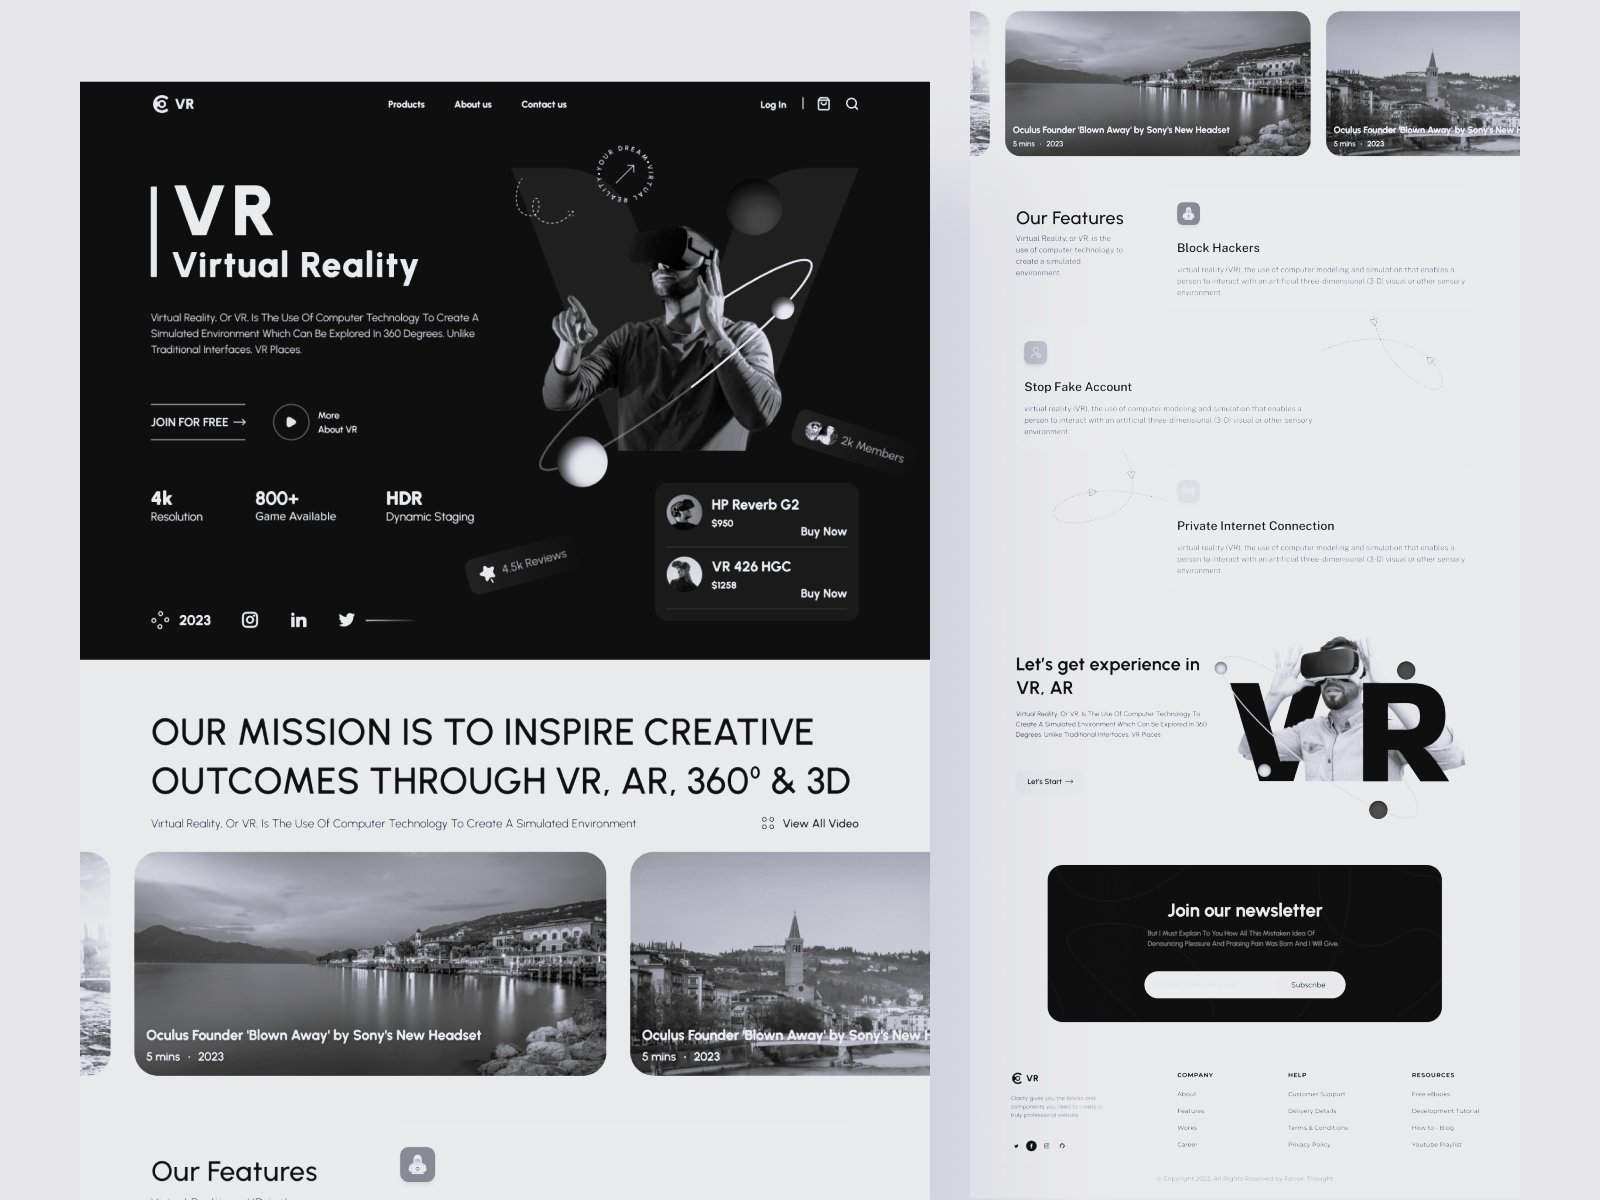 VR
Products
About us
Contact us
Log In
YOUR DREAM • VIRTUAL REALITY •
VR
Virtual Reality
Virtual Reality, Or VR, Is The Use Of Computer Technology To Create A
Simulated Environment Which Can Be Explored In 360 Degrees. Unlike
Traditional Interfaces, VR Places.
JOIN FOR FREE →
More
About VR
2k Members
4k
Resolution
800+
Game Available
HDR
Dynamic Staging
HP Reverb G2
$950
Buy Now
VR 426 HGC
$1258
Buy Now
4.5k Reviews
2023
OUR MISSION IS TO INSPIRE CREATIVE
OUTCOMES THROUGH VR, AR, 360⁰ & 3D
Virtual Reality, Or VR, Is The Use Of Computer Technology To Create A Simulated Environment
View All Video
Oculus Founder 'Blown Away' by Sony's New Headset
5 mins · 2023
Oculus Founder 'Blown Away' by Sony's New H
5 mins · 2023
Our Features
Oculus Founder 'Blown Away' by Sony's New Headset
5 mins · 2023
Oculus Founder 'Blown Away' by Sony's New H
5 mins · 2023
Our Features
Virtual Reality, or VR, is the
use of computer technology to
create a simulated
environment.
Block Hackers
virtual reality (VR), the use of computer modeling and simulation that enables a
person to interact with an artificial three-dimensional (3-D) visual or other sensory
environment
Stop Fake Account
virtual reality (VR), the use of computer modeling and simulation that enables a
person to interact with an artificial three-dimensional (3-D) visual or other sensory
environment
Private Internet Connection
virtual reality (VR), the use of computer modeling and simulation that enables a
person to interact with an artificial three-dimensional (3-D) visual or other sensory
environment
Let's get experience in
VR, AR
Virtual Reality, Or VR, Is The Use Of Computer Technology To
Create A Simulated Environment Which Can Be Explored In 360
Degrees. Unlike Traditional Interfaces, VR Places.
Let's Start →
VR
Join our newsletter
But I Must Explain To You How All This Mistaken Idea Of
Denouncing Pleasure And Praising Pain Was Born And I Will Give.
Subscribe
VR
Clarity gives you the blocks and
components you need to create a
truly professional website.
COMPANY
About
Features
Works
Career
HELP
Customer Support
Delivery Details
Terms & Conditions
Privacy Policy
RESOURCES
Free eBooks
Development Tutorial
How to - Blog
Youtube Playlist
© Copyright 2022, All Rights Reserved by Falcon Thought